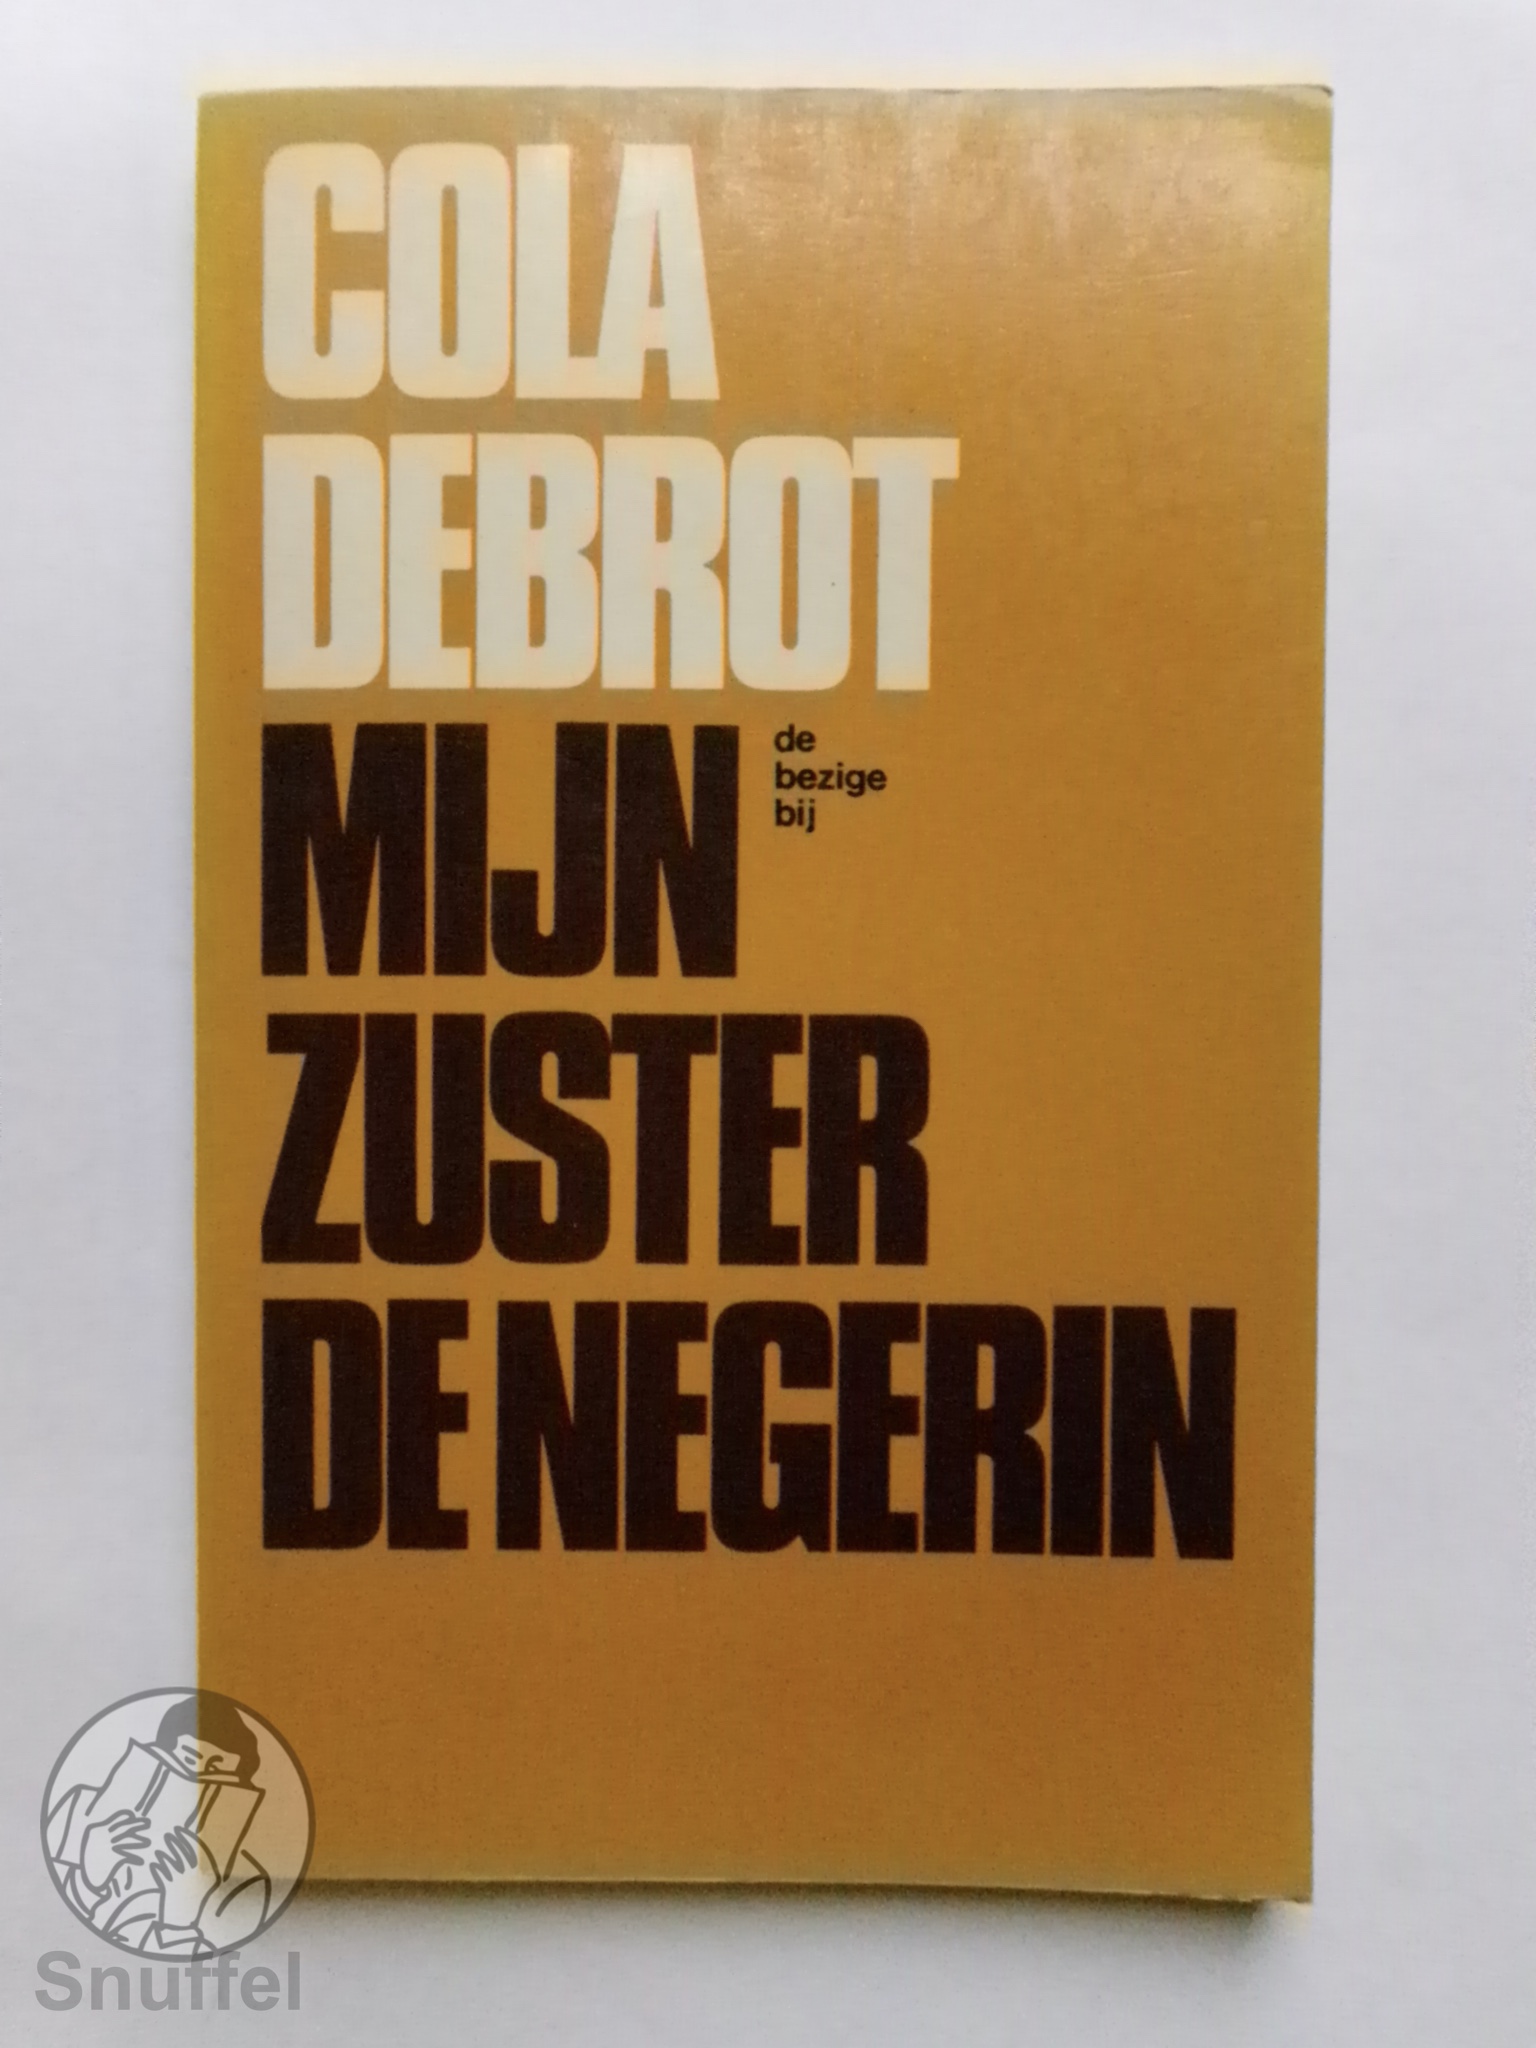 COLA
DEBROT
MIJN
de
bezige
bij
ZUSTER
DE NEGERIN
Snuffel